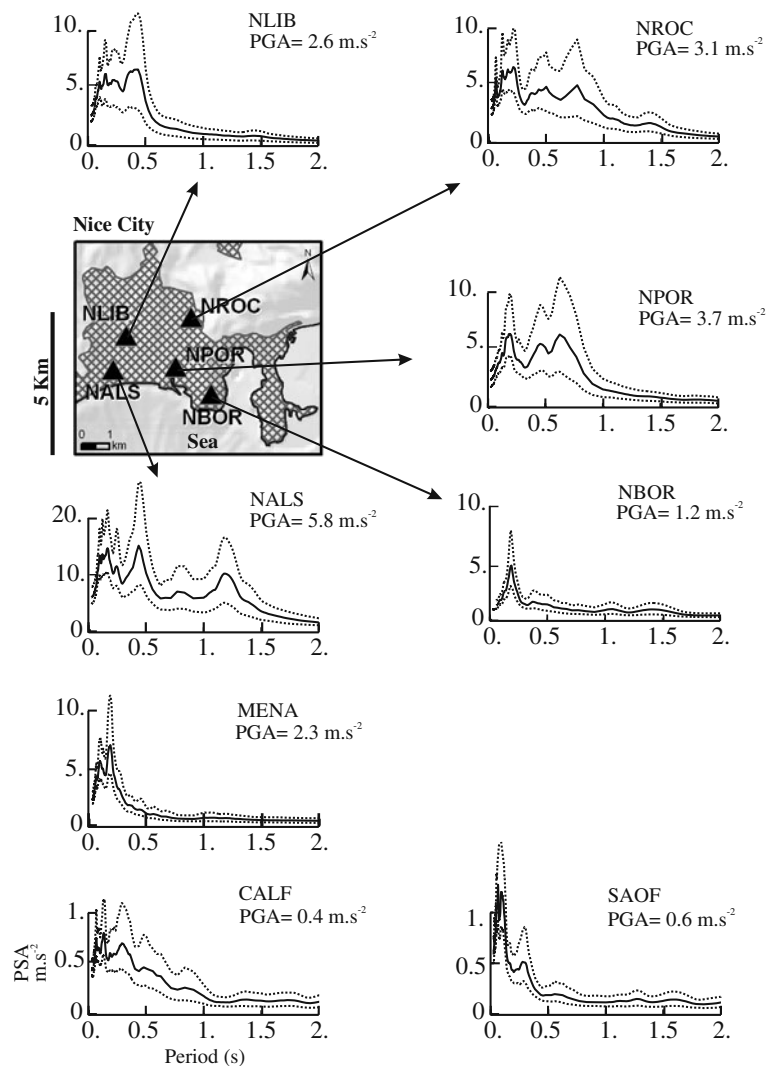 NLIB
PGA= 2.6 m.s-2
10.
5.
0.
0. 0.5 1. 1.5 2.
NROC
PGA= 3.1 m.s-2
10.
5.
0.
0. 0.5 1. 1.5 2.
Nice City
N
NLIB
NROC
NPOR
NALS
NBOR
Sea
0 1
km
5 Km
NPOR
PGA= 3.7 m.s-2
10.
5.
0.
0. 0.5 1. 1.5 2.
NALS
PGA= 5.8 m.s-2
20.
10.
0.
0. 0.5 1. 1.5 2.
NBOR
PGA= 1.2 m.s-2
10.
5.
0.
0. 0.5 1. 1.5 2.
MENA
PGA= 2.3 m.s-2
10.
5.
0.
0. 0.5 1. 1.5 2.
CALF
PGA= 0.4 m.s-2
1.
0.5
0.
PSA
m.s-2
0. 0.5 1. 1.5 2.
Period (s)
SAOF
PGA= 0.6 m.s-2
1.
0.5
0.
0. 0.5 1. 1.5 2.